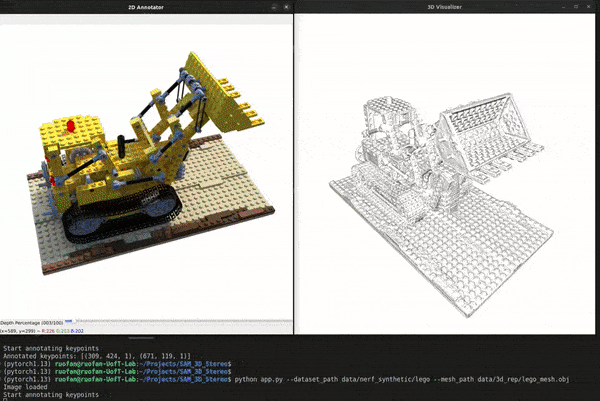 2D Annotator
3D Visualizer
Depth Percentage (003/100)
(x=589, y=299) ~ R:226 G:202 B:202
Start annotating keypoints
Annotated keypoints: [(309, 424, 1), (671, 119, 1)]
(pytorch1.13) ruofan@ruofan-UofT-Lab:~/Projects/SAM_3D_Stereo$
(pytorch1.13) ruofan@ruofan-UofT-Lab:~/Projects/SAM_3D_Stereo$
(pytorch1.13) ruofan@ruofan-UofT-Lab:~/Projects/SAM_3D_Stereo$ python app.py --dataset_path data/nerf_synthetic/lego --mesh_path data/3d_rep/lego_mesh.obj
Image loaded
Start annotating keypoints